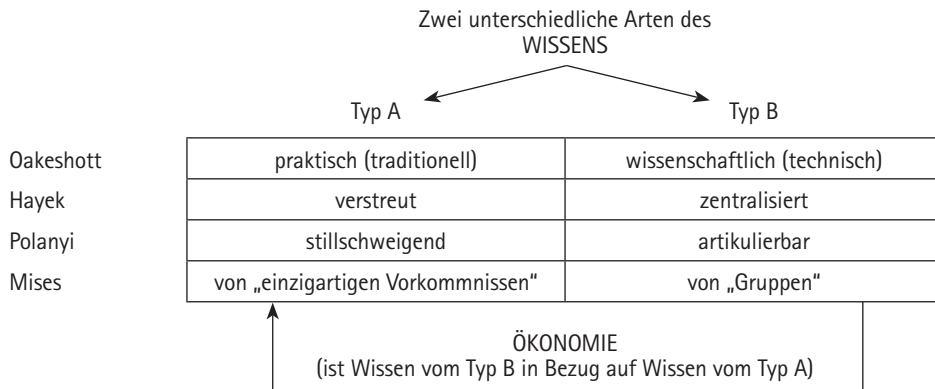 Zwei unterschiedliche Arten des
WISSENS
Typ A Typ B
Oakeshott praktisch (traditionell) wissenschaftlich (technisch)
Hayek verstreut zentralisiert
Polanyi stillschweigend artikulierbar
Mises von „einzigartigen Vorkommnissen“ von „Gruppen“
ÖKONOMIE
(ist Wissen vom Typ B in Bezug auf Wissen vom Typ A)